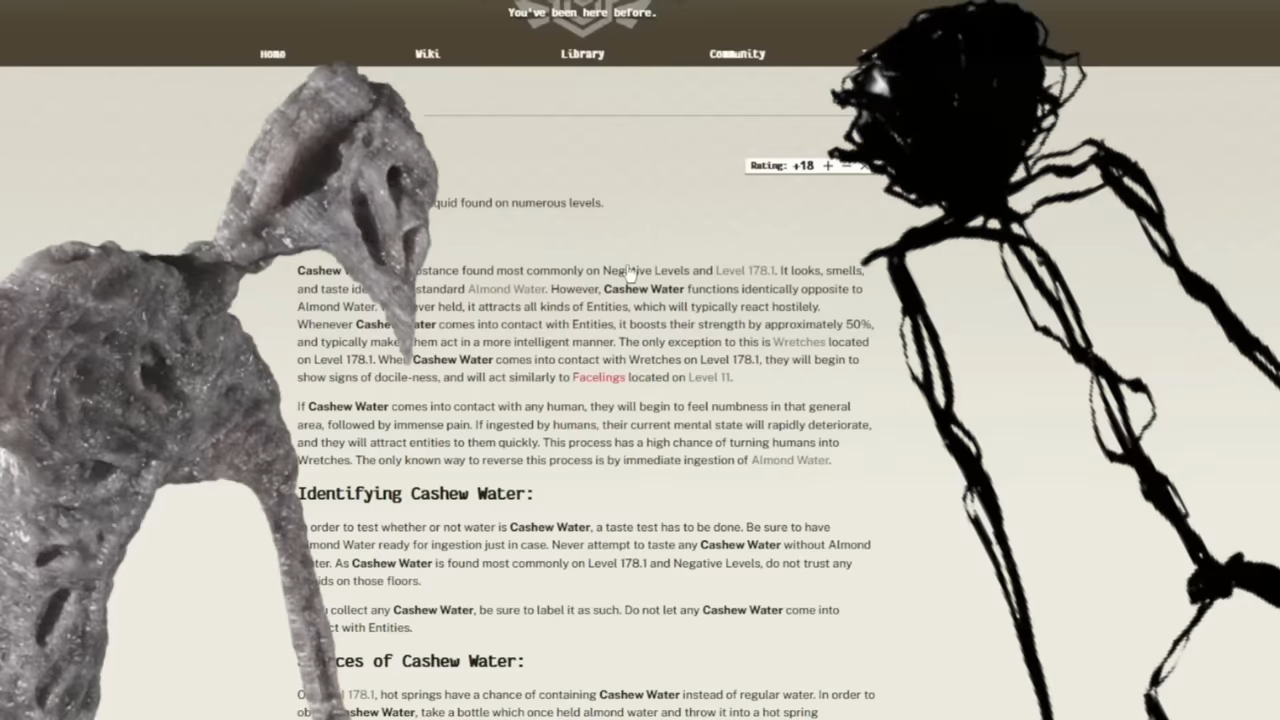 You've been here before.
Home Wiki Library Community
Rating: +18 + −
quid found on numerous levels.
Cashew stance found most commonly on Negative Levels and Level 178.1. It looks, smells,
and taste standard Almond Water. However, Cashew Water functions identically opposite to
Almond Water. ever held, it attracts all kinds of Entities, which will typically react hostilely.
Whenever Cashew Water comes into contact with Entities, it boosts their strength by approximately 50%,
and typically make them act in a more intelligent manner. The only exception to this is Wretches located
on Level 178.1. When Cashew Water comes into contact with Wretches on Level 178.1, they will begin to
show signs of docile-ness, and will act similarly to Facelings located on Level 11.
If Cashew Water comes into contact with any human, they will begin to feel numbness in that general
area, followed by immense pain. If ingested by humans, their current mental state will rapidly deteriorate,
and they will attract entities to them quickly. This process has a high chance of turning humans into
Wretches. The only known way to reverse this process is by immediate ingestion of Almond Water.
Identifying Cashew Water:
order to test whether or not water is Cashew Water, a taste test has to be done. Be sure to have
mond Water ready for ingestion just in case. Never attempt to taste any Cashew Water without Almond
ter. As Cashew Water is found most commonly on Level 178.1 and Negative Levels, do not trust any
ids on those floors.
collect any Cashew Water, be sure to label it as such. Do not let any Cashew Water come into
ct with Entities.
rces of Cashew Water:
178.1, hot springs have a chance of containing Cashew Water instead of regular water. In order to
ob shew Water, take a bottle which once held almond water and throw it into a hot spring